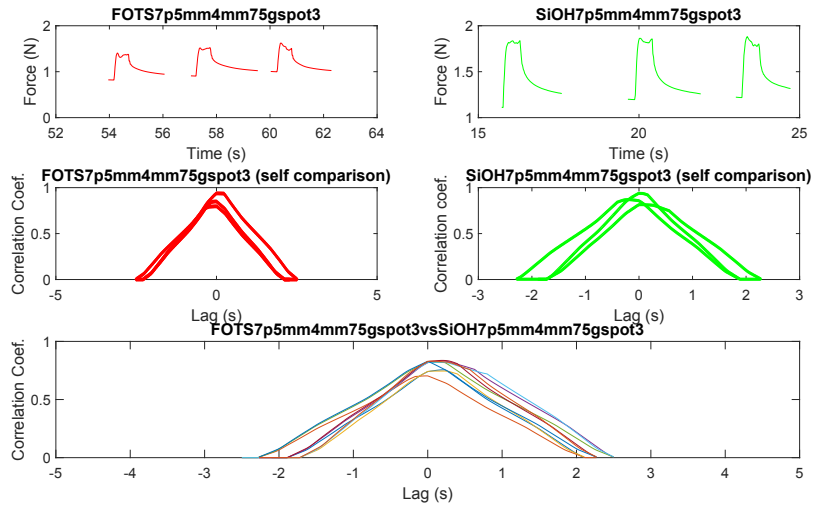 FOTS7p5mm4mm75gspot3
Force (N)
2
1
0
52 54 56 58 60 62 64
Time (s)
SiOH7p5mm4mm75gspot3
Force (N)
2
1.5
1
15 20 25
Time (s)
FOTS7p5mm4mm75gspot3 (self comparison)
Correlation Coef.
1
0.5
0
-5 0 5
Lag (s)
SiOH7p5mm4mm75gspot3 (self comparison)
Correlation coef.
1
0.5
0
-3 -2 -1 0 1 2 3
Lag (s)
FOTS7p5mm4mm75gspot3vsSiOH7p5mm4mm75gspot3
Correlation Coef.
1
0.5
0
-5 -4 -3 -2 -1 0 1 2 3 4 5
Lag (s)